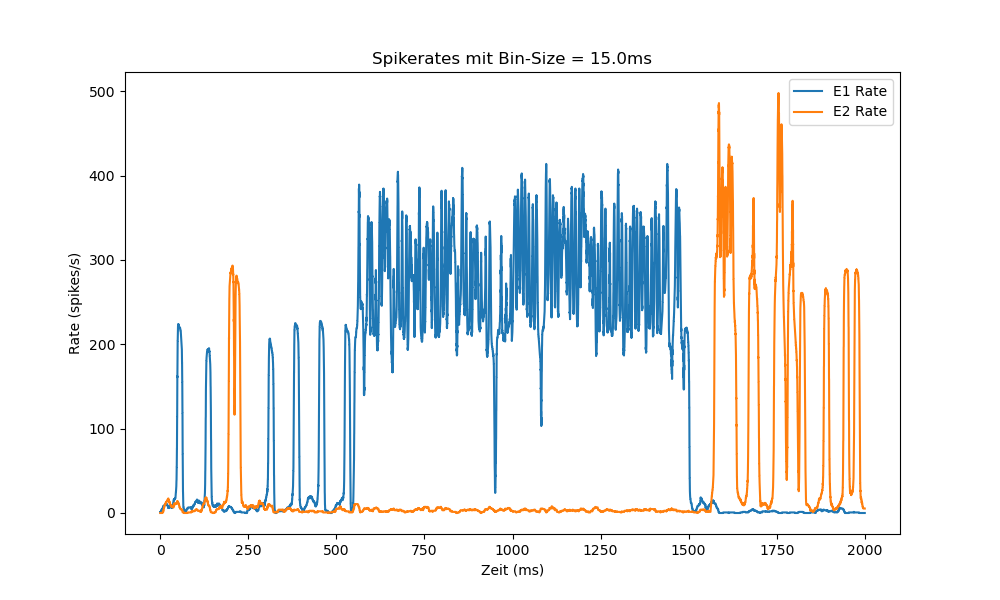 Spikerates mit Bin-Size = 15.0ms
E1 Rate
E2 Rate
500
400
300
200
100
0
Rate (spikes/s)
0 250 500 750 1000 1250 1500 1750 2000
Zeit (ms)